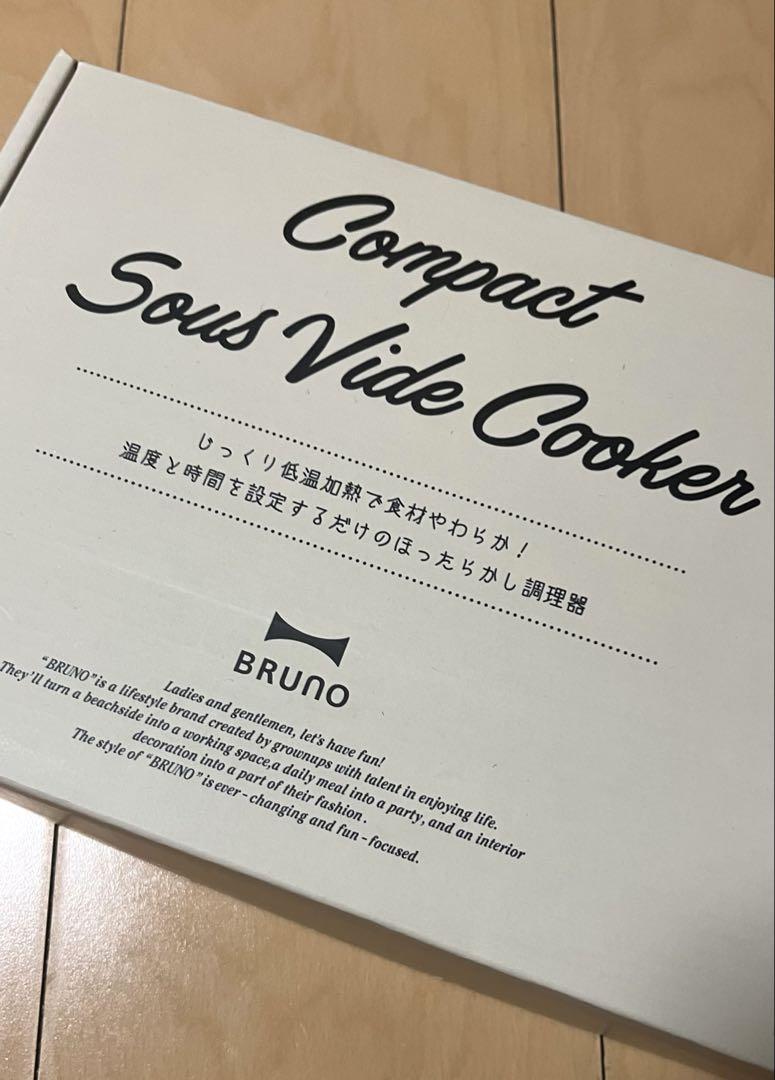 Compact
Sous Vide Cooker
じっくり低温加熱で食材やわらか！
温度と時間を設定するだけのほったらかし調理器
BRUNO
Ladies and gentlemen, let's have fun!
“BRUNO” is a lifestyle brand created by grownups with talent in enjoying life.
They'll turn a beachside into a working space,a daily meal into a party, and an interior
decoration into a part of their fashion.
The style of “BRUNO” is ever-changing and fun-focused.